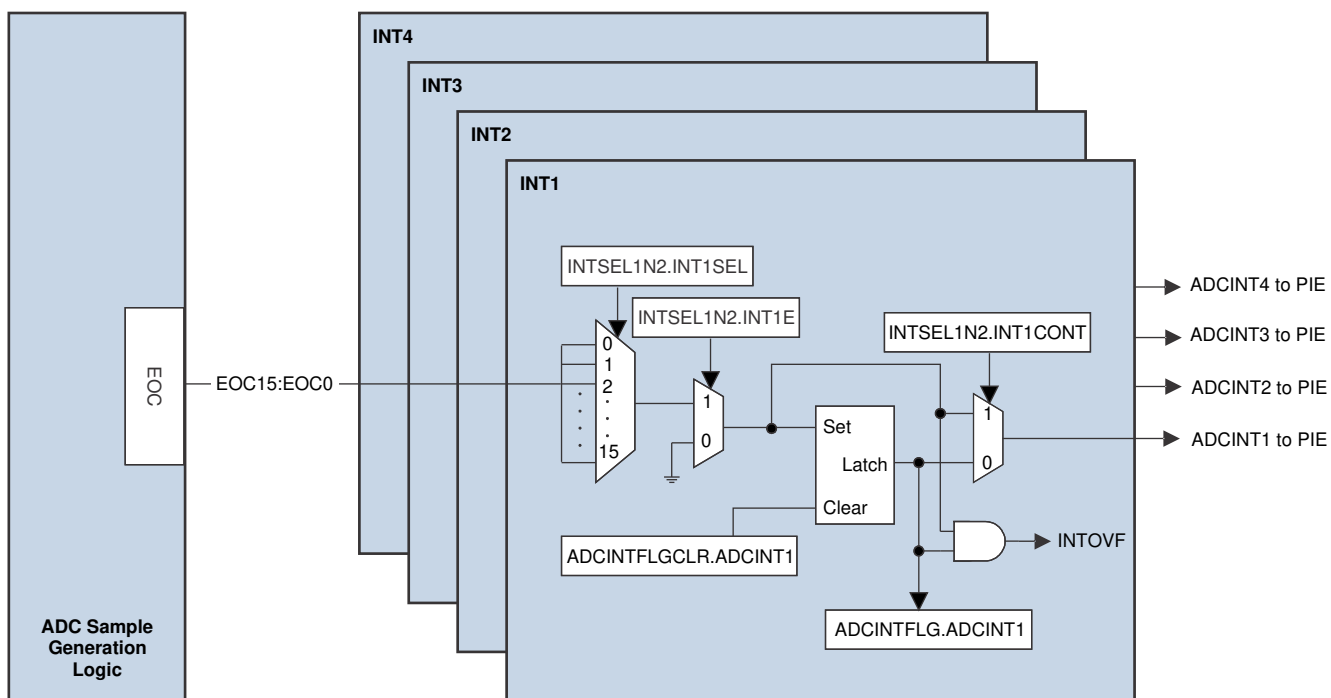 INT4
INT3
INT2
INT1
INTSEL1N2.INT1SEL
INTSEL1N2.INT1E
INTSEL1N2.INT1CONT
ADCINT4 to PIE
ADCINT3 to PIE
ADCINT2 to PIE
ADCINT1 to PIE
EOC
EOC15:EOC0
0
1
2
15
1
0
Set
Latch
Clear
1
0
ADCINTFLGCLR.ADCINT1
INTOVF
ADCINTFLG.ADCINT1
ADC Sample
Generation
Logic